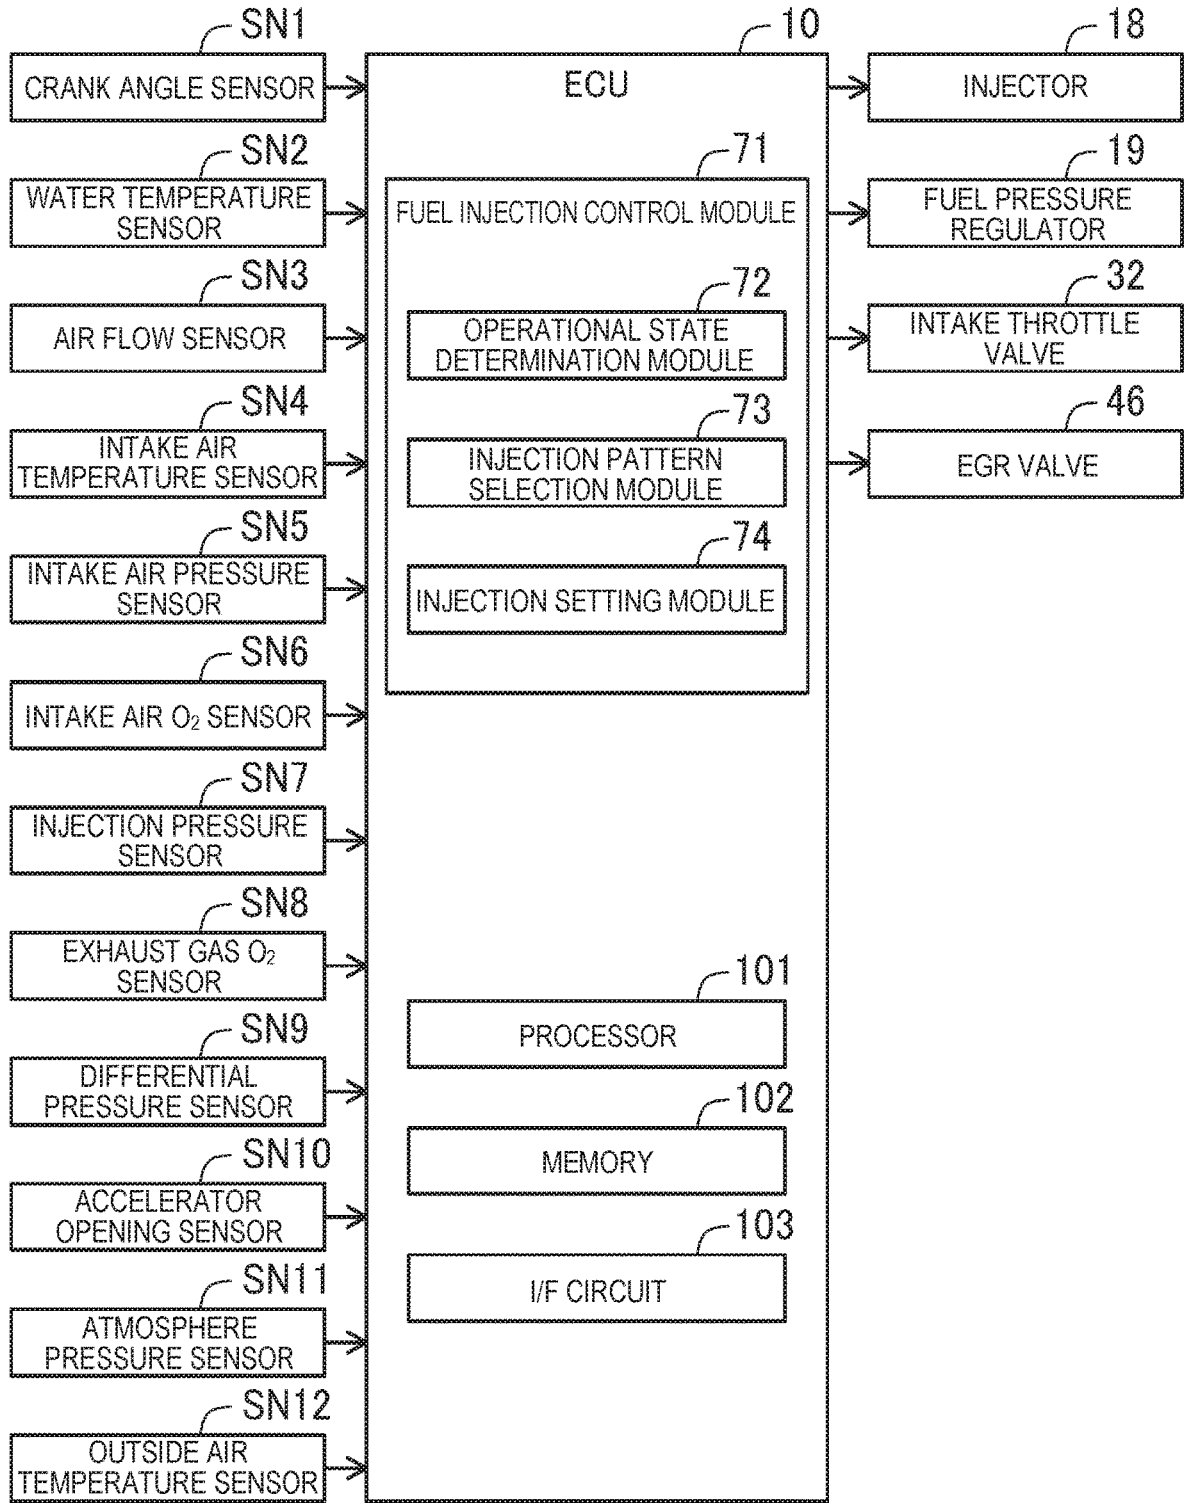 SN1
CRANK ANGLE SENSOR
SN2
WATER TEMPERATURE
SENSOR
SN3
AIR FLOW SENSOR
SN4
INTAKE AIR
TEMPERATURE SENSOR
SN5
INTAKE AIR PRESSURE
SENSOR
SN6
INTAKE AIR O₂ SENSOR
SN7
INJECTION PRESSURE
SENSOR
SN8
EXHAUST GAS O₂
SENSOR
SN9
DIFFERENTIAL
PRESSURE SENSOR
SN10
ACCELERATOR
OPENING SENSOR
SN11
ATMOSPHERE
PRESSURE SENSOR
SN12
OUTSIDE AIR
TEMPERATURE SENSOR
10
ECU
71
FUEL INJECTION CONTROL MODULE
72
OPERATIONAL STATE
DETERMINATION MODULE
73
INJECTION PATTERN
SELECTION MODULE
74
INJECTION SETTING MODULE
101
PROCESSOR
102
MEMORY
103
I/F CIRCUIT
18
INJECTOR
19
FUEL PRESSURE
REGULATOR
32
INTAKE THROTTLE
VALVE
46
EGR VALVE